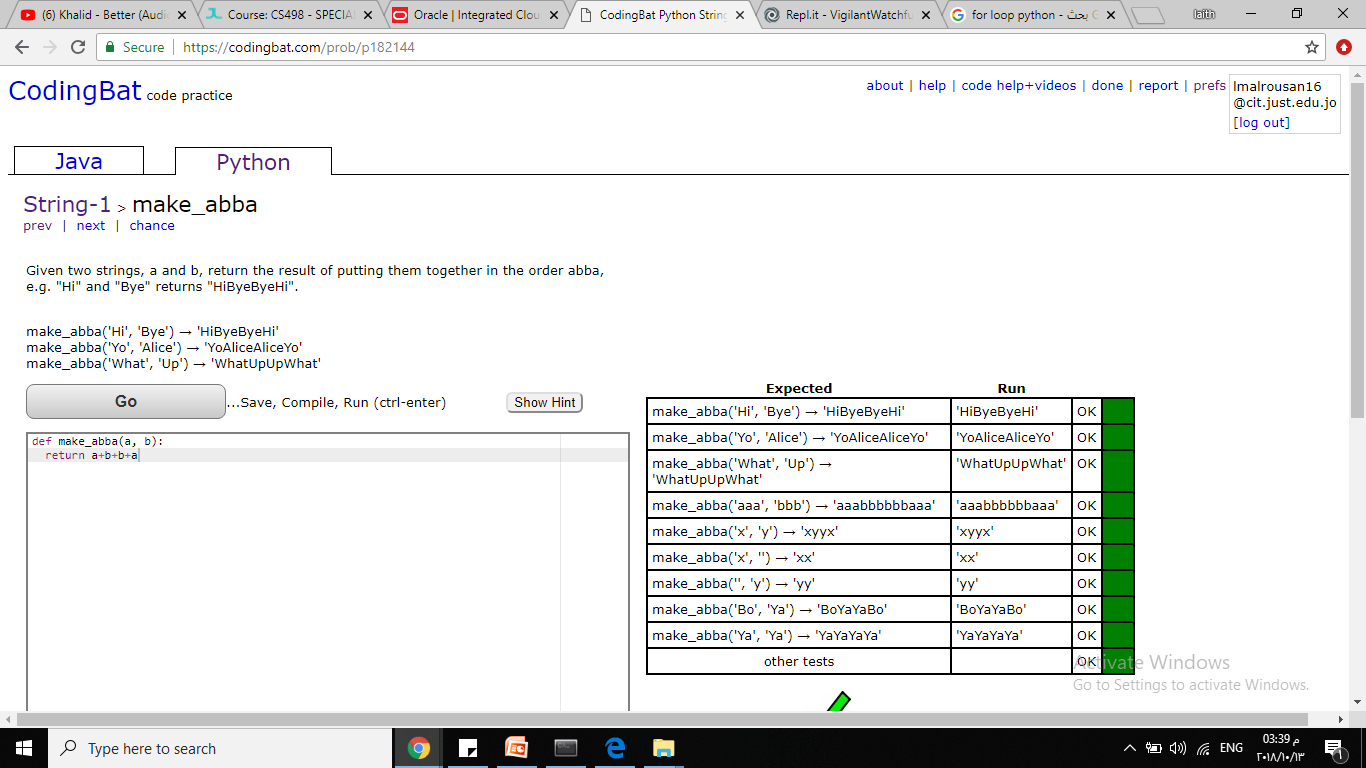 (6) Khalid - Better (Audi
Course: CS498 - SPECIA
Oracle | Integrated Clou
CodingBat Python String
Repl.it - VigilantWatchfu
for loop python - بحث G
laith
Secure
https://codingbat.com/prob/p182144
CodingBat code practice
about | help | code help+videos | done | report | prefs
lmalrousan16
@cit.just.edu.jo
[log out]
Java
Python
String-1 > make_abba
prev | next | chance
Given two strings, a and b, return the result of putting them together in the order abba,
e.g. "Hi" and "Bye" returns "HiByeByeHi".
make_abba('Hi', 'Bye') → 'HiByeByeHi'
make_abba('Yo', 'Alice') → 'YoAliceAliceYo'
make_abba('What', 'Up') → 'WhatUpUpWhat'
Go
...Save, Compile, Run (ctrl-enter)
Show Hint
def make_abba(a, b):
return a+b+b+a
Expected Run
make_abba('Hi', 'Bye') → 'HiByeByeHi' 'HiByeByeHi' OK
make_abba('Yo', 'Alice') → 'YoAliceAliceYo' 'YoAliceAliceYo' OK
make_abba('What', 'Up') → 'WhatUpUpWhat' OK
'WhatUpUpWhat'
make_abba('aaa', 'bbb') → 'aaabbbbbbaaa' 'aaabbbbbbaaa' OK
make_abba('x', 'y') → 'xyyx' 'xyyx' OK
make_abba('x', '') → 'xx' 'xx' OK
make_abba('', 'y') → 'yy' 'yy' OK
make_abba('Bo', 'Ya') → 'BoYaYaBo' 'BoYaYaBo' OK
make_abba('Ya', 'Ya') → 'YaYaYaYa' 'YaYaYaYa' OK
other tests OK
Activate Windows
Go to Settings to activate Windows.
Type here to search
ENG
03:39 م
٢٠١٨/١٠/١٣
1